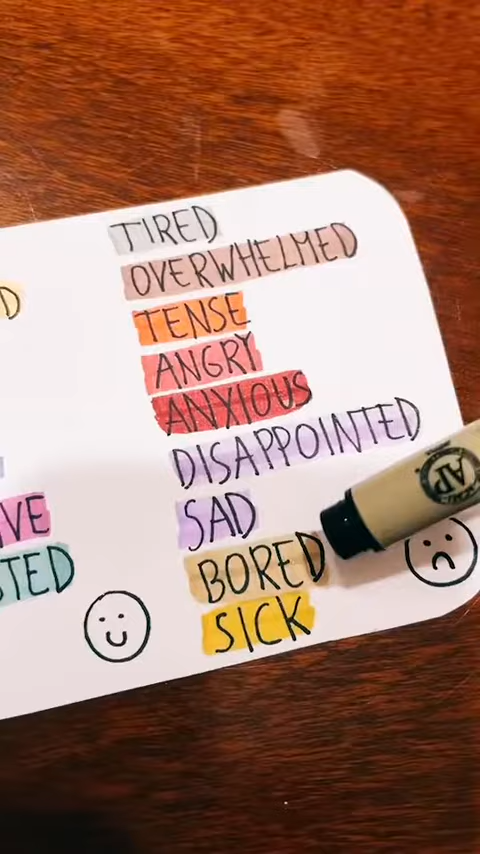 TIRED
OVERWHELMED
TENSE
ANGRY
ANXIOUS
DISAPPOINTED
SAD
BORED
SICK